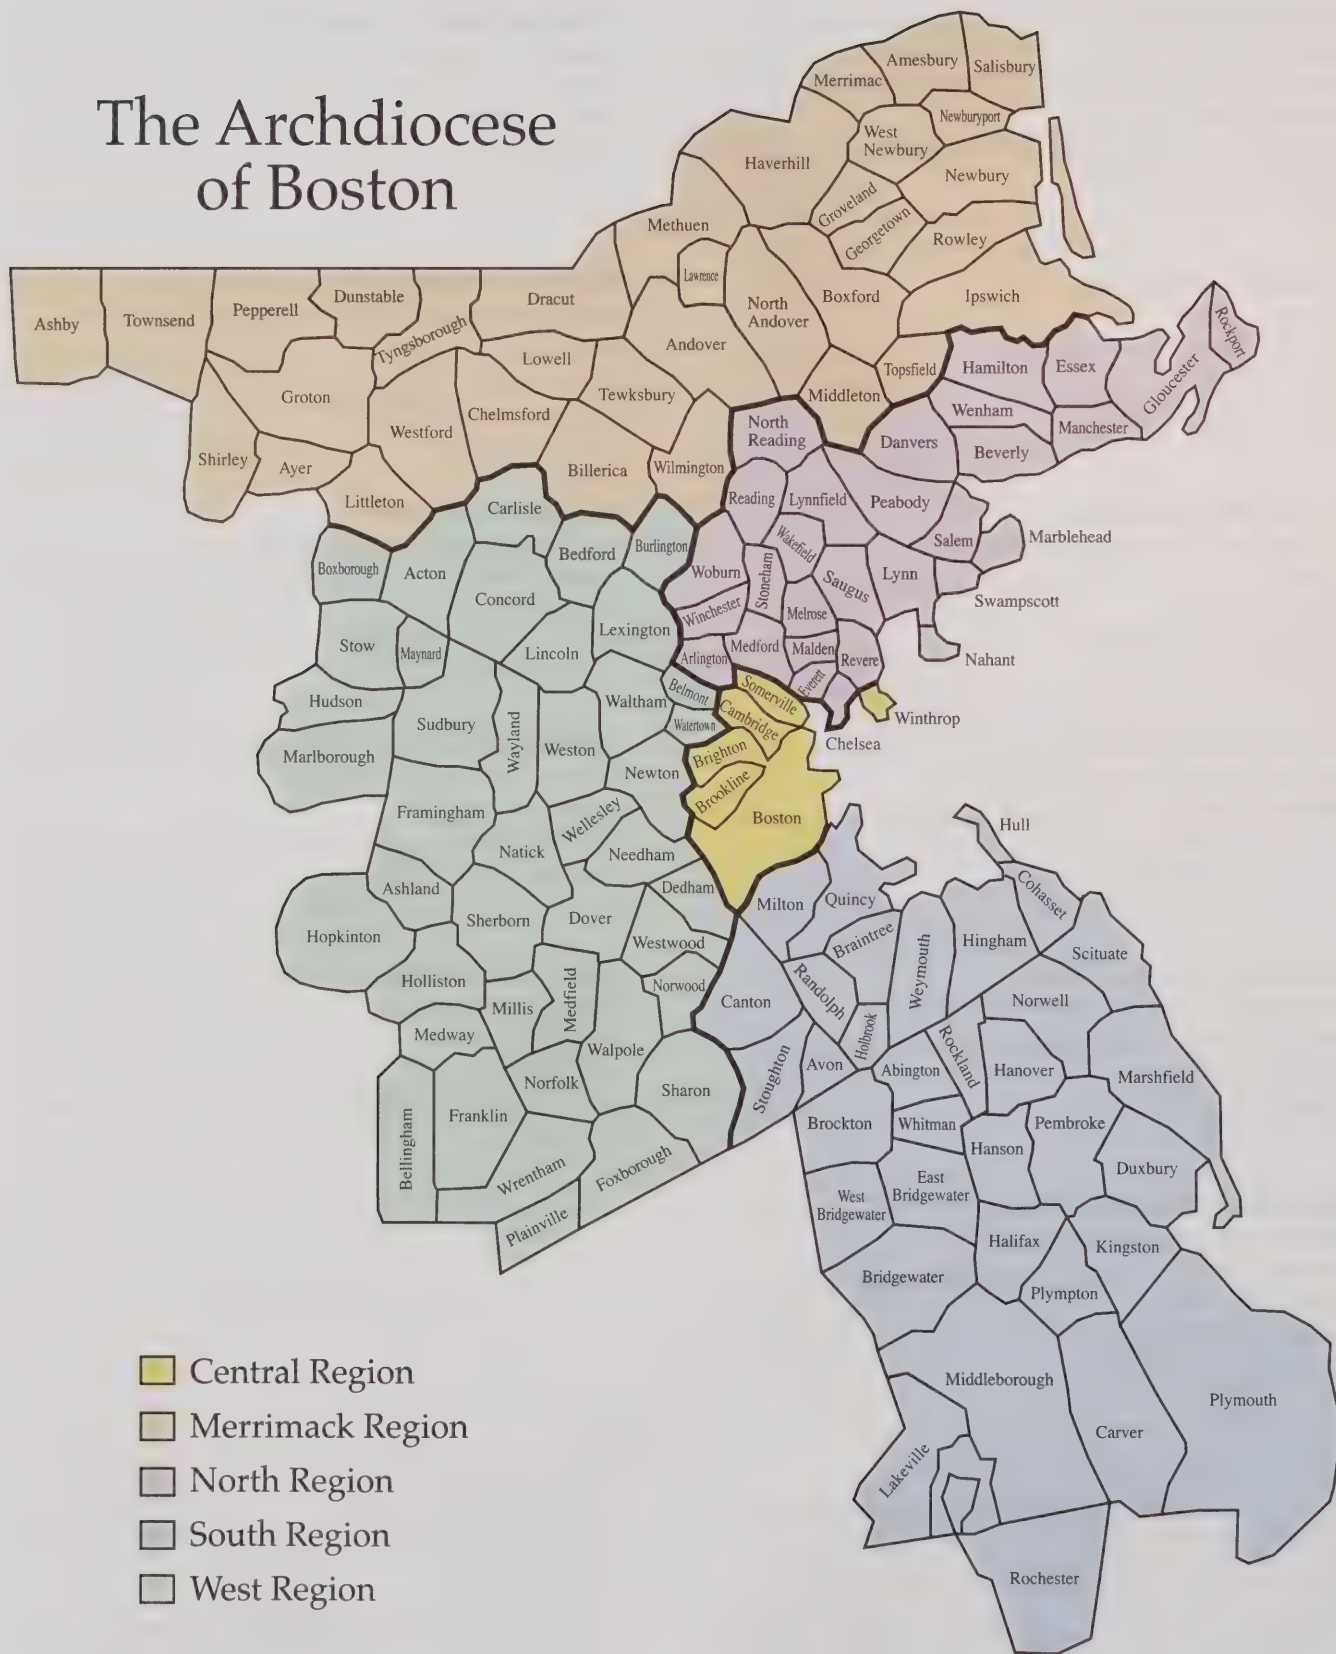 The Archdiocese
of Boston
Merrimac
Amesbury
Salisbury
Newburyport
West
Newbury
Haverhill
Newbury
Groveland
Georgetown
Methuen
Rowley
Lawrence
Ashby
Townsend
Pepperell
Dunstable
Tyngsborough
Dracut
North
Andover
Boxford
Ipswich
Rockport
Andover
Lowell
Topsfield
Hamilton
Essex
Gloucester
Groton
Tewksbury
Middleton
Wenham
Manchester
Westford
Chelmsford
North
Reading
Danvers
Beverly
Shirley
Ayer
Billerica
Wilmington
Littleton
Carlisle
Reading
Lynnfield
Peabody
Salem
Marblehead
Boxborough
Acton
Bedford
Burlington
Wakefield
Woburn
Stoneham
Saugus
Lynn
Concord
Swampscott
Winchester
Melrose
Stow
Maynard
Lincoln
Lexington
Arlington
Medford
Malden
Revere
Nahant
Everett
Hudson
Waltham
Belmont
Somerville
Cambridge
Winthrop
Sudbury
Wayland
Weston
Watertown
Chelsea
Marlborough
Newton
Brighton
Brookline
Framingham
Wellesley
Boston
Hull
Natick
Needham
Ashland
Dedham
Cohasset
Sherborn
Dover
Milton
Quincy
Hopkinton
Westwood
Braintree
Weymouth
Hingham
Scituate
Holliston
Millis
Medfield
Norwood
Canton
Randolph
Norwell
Medway
Walpole
Holbrook
Rockland
Norfolk
Sharon
Stoughton
Avon
Abington
Hanover
Marshfield
Bellingham
Franklin
Brockton
Whitman
Pembroke
Hanson
Wrentham
Foxborough
Duxbury
West
Bridgewater
East
Bridgewater
Plainville
Halifax
Kingston
Bridgewater
Plympton
Middleborough
Plymouth
Carver
Lakeville
Rochester
Central Region
Merrimack Region
North Region
South Region
West Region